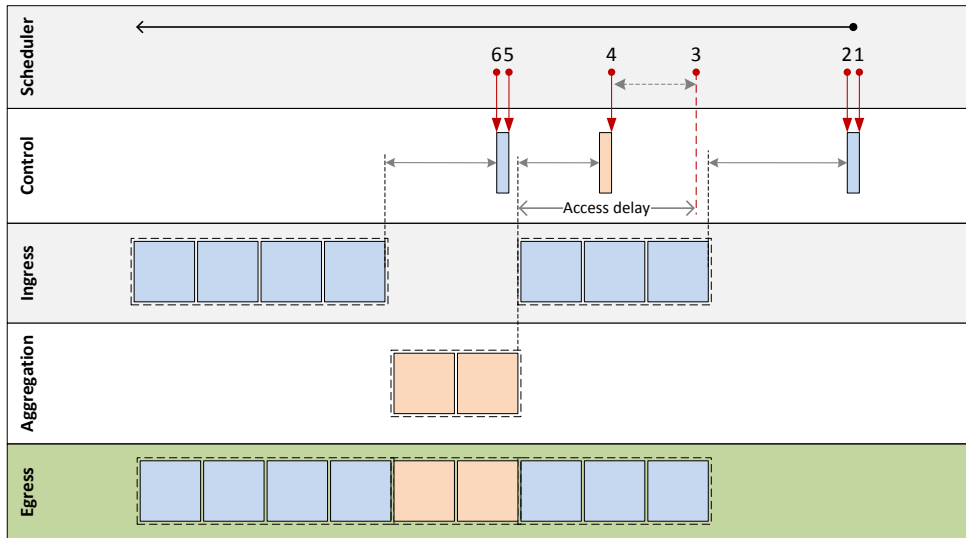 Scheduler
65
4
3
21
Control
Access delay
Ingress
Aggregation
Egress